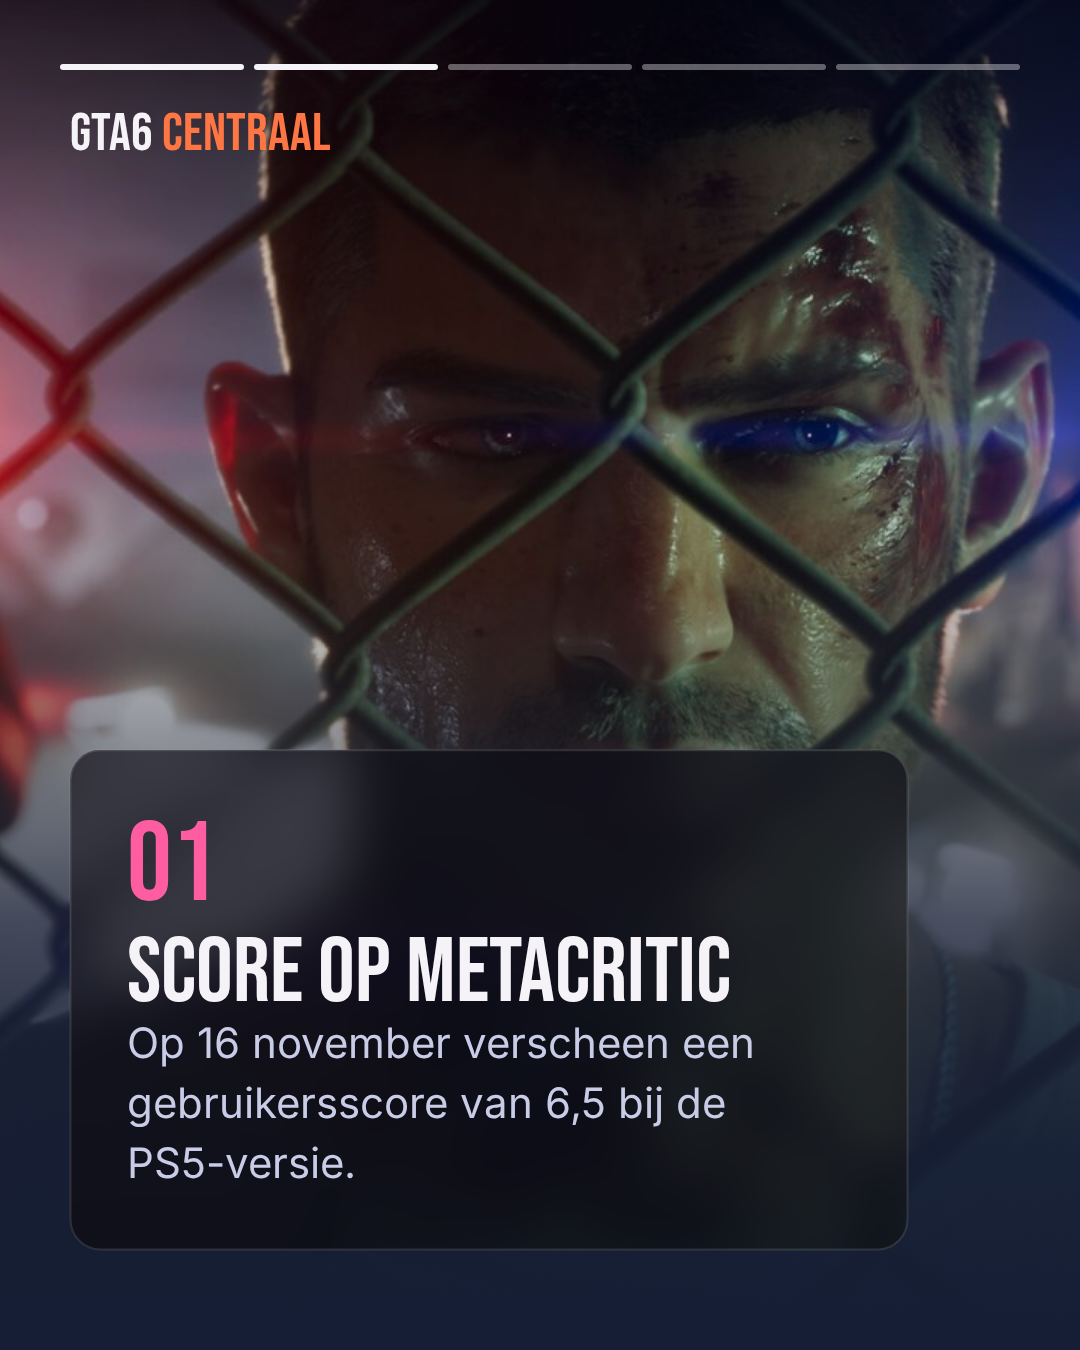 GTA6 CENTRAAL
01
SCORE OP METACRITIC
Op 16 november verscheen een
gebruikersscore van 6,5 bij de
PS5-versie.